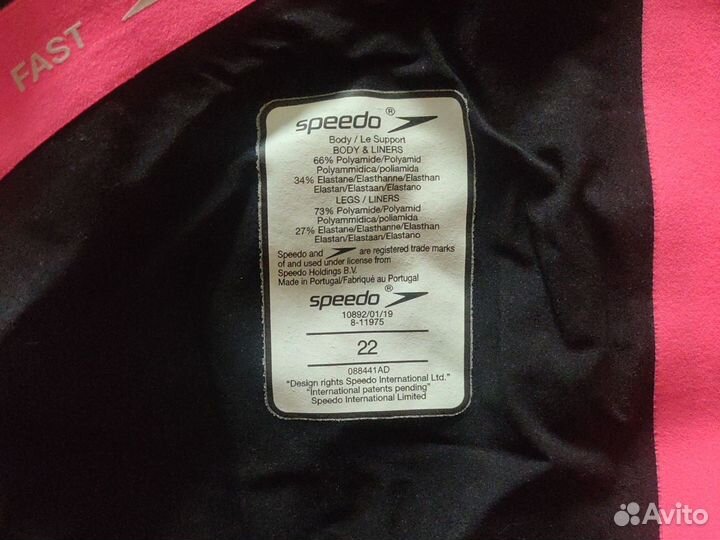 FAST
speedo®
Body / Le Support
BODY & LINERS
66% Polyamide/Polyamid
Polyammidica/poliamida
34% Elastane/Elasthanne/Elasthan
Elastan/Elastaan/Elastano
LEGS / LINERS
73% Polyamide/Polyamid
Polyammidica/poliamida
27% Elastane/Elasthanne/Elasthan
Elastan/Elastaan/Elastano
Speedo and are registered trade marks
of and used under license from
Speedo Holdings B.V.
Made in Portugal/Fabriqué au Portugal
speedo®
10892/01/19
8-11975
22
088441AD
"Design rights Speedo International Ltd."
"International patents pending"
Speedo International Limited
Avito